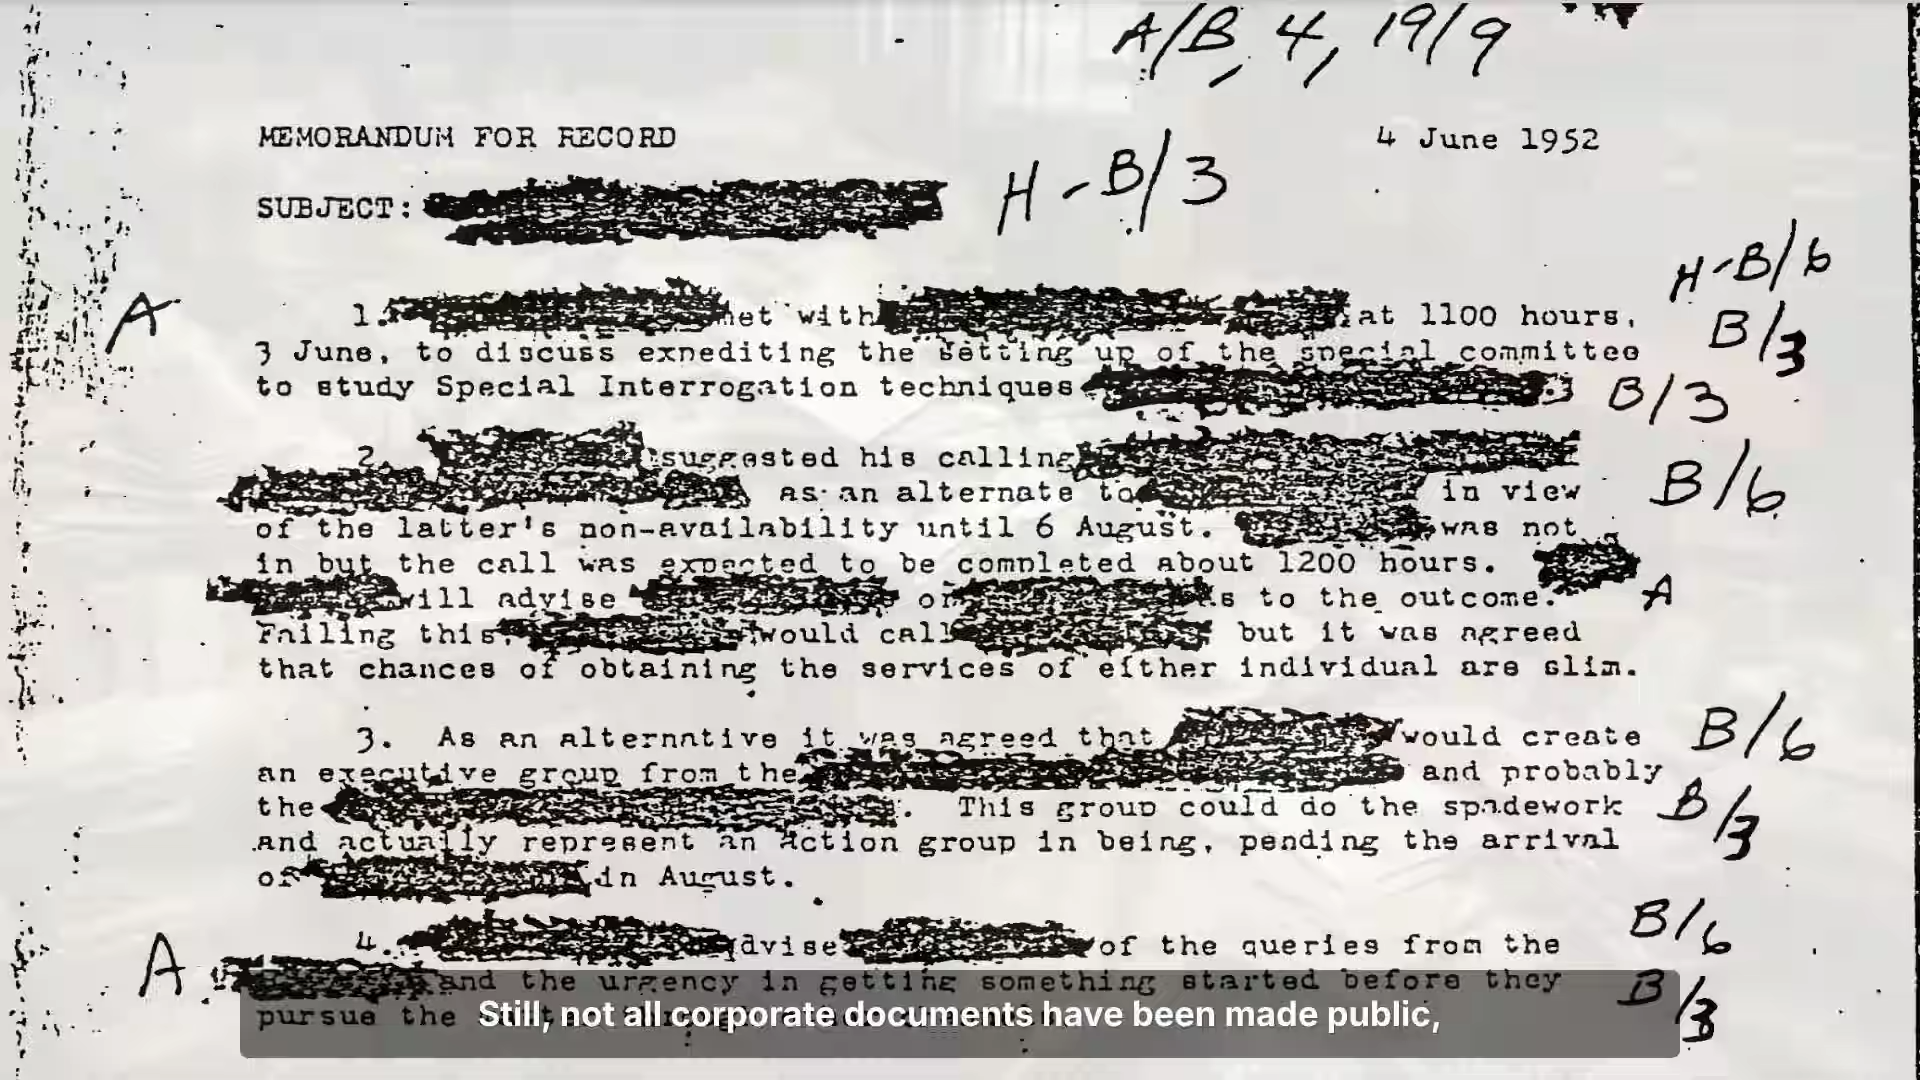 A/B, 4, 19/9
MEMORANDUM FOR RECORD 4 June 1952
SUBJECT: H-B/3
H-B/6
A 1. met with at 1100 hours, B/3
3 June, to discuss expediting the setting up of the special committee
to study Special Interrogation techniques B/3
2. suggested his calling
as an alternate to in view B/6
of the latter's non-availability until 6 August. was not
in but the call was expected to be completed about 1200 hours.
will advise or as to the outcome. A
Failing this, would call but it was agreed
that chances of obtaining the services of either individual are slim.
3. As an alternative it was agreed that would create B/6
an executive group from the and probably
the . This group could do the spadework B/3
and actually represent an action group in being, pending the arrival
of in August.
4. advise of the queries from the B/6
A and the urgency in getting something started before they B/3
pursue the
Still, not all corporate documents have been made public,